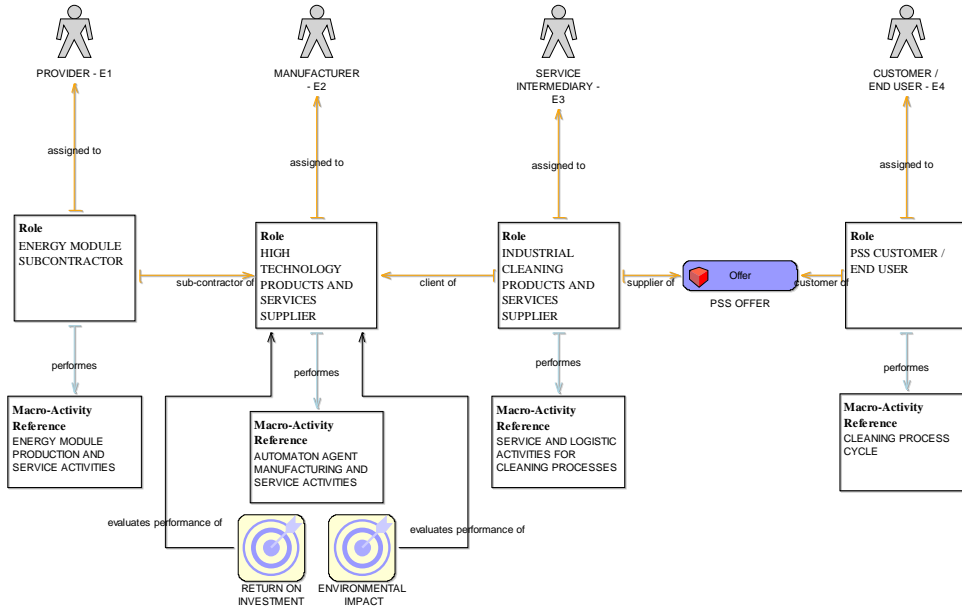 PROVIDER - E1
MANUFACTURER
- E2
SERVICE
INTERMEDIARY -
E3
CUSTOMER /
END USER - E4
assigned to
assigned to
assigned to
assigned to
Role
ENERGY MODULE
SUBCONTRACTOR
sub-contractor of
Role
HIGH
TECHNOLOGY
PRODUCTS AND
SERVICES
SUPPLIER
client of
Role
INDUSTRIAL
CLEANING
PRODUCTS AND
SERVICES
SUPPLIER
supplier of
Offer
PSS OFFER
customer of
Role
PSS CUSTOMER /
END USER
performes
performes
performes
performes
Macro-Activity
Reference
ENERGY MODULE
PRODUCTION AND
SERVICE ACTIVITIES
Macro-Activity
Reference
AUTOMATON AGENT
MANUFACTURING AND
SERVICE ACTIVITIES
Macro-Activity
Reference
SERVICE AND LOGISTIC
ACTIVITIES FOR
CLEANING PROCESSES
Macro-Activity
Reference
CLEANING PROCESS
CYCLE
evaluates performance of
evaluates performance of
RETURN ON
INVESTMENT
ENVIRONMENTAL
IMPACT